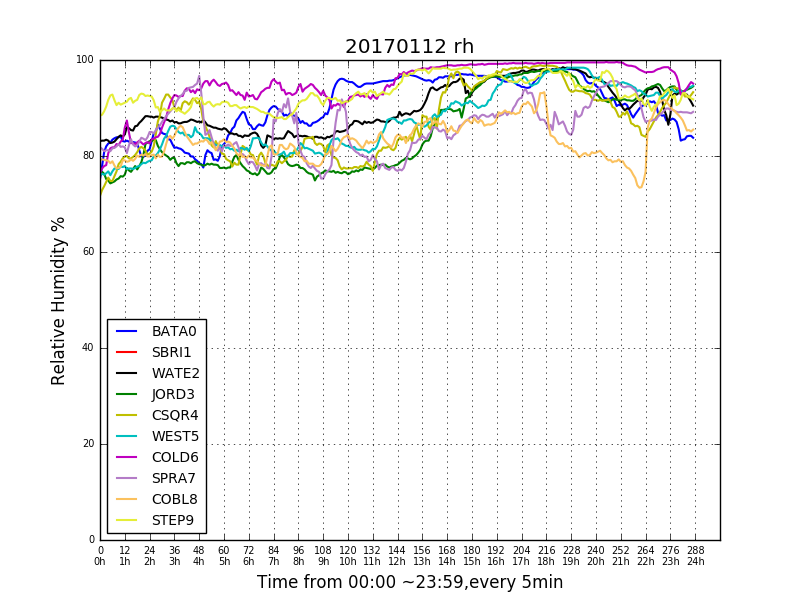 20170112 rh
Relative Humidity %
100
80
60
40
20
0
BATA0
SBRI1
WATE2
JORD3
CSQR4
WEST5
COLD6
SPRA7
COBL8
STEP9
0 12 24 36 48 60 72 84 96 108 120 132 144 156 168 180 192 204 216 228 240 252 264 276 288
0h 1h 2h 3h 4h 5h 6h 7h 8h 9h 10h 11h 12h 13h 14h 15h 16h 17h 18h 19h 20h 21h 22h 23h 24h
Time from 00:00 ~23:59,every 5min